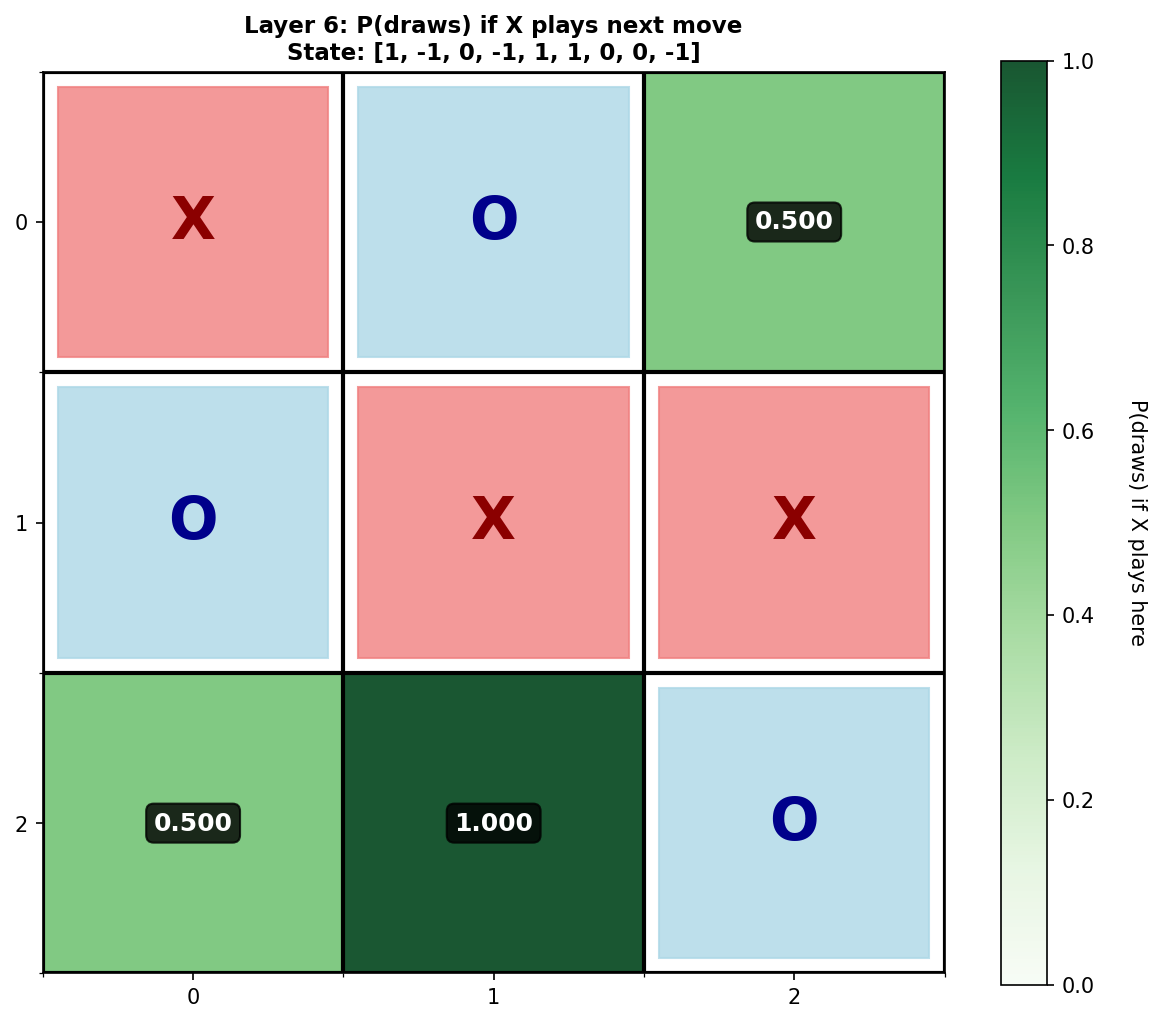 Layer 6: P(draws) if X plays next move
State: [1, -1, 0, -1, 1, 1, 0, 0, -1]
0
X
O
0.500
1
O
X
X
2
0.500
1.000
O
0
1
2
1.0
0.8
0.6
0.4
0.2
0.0
P(draws) if X plays here